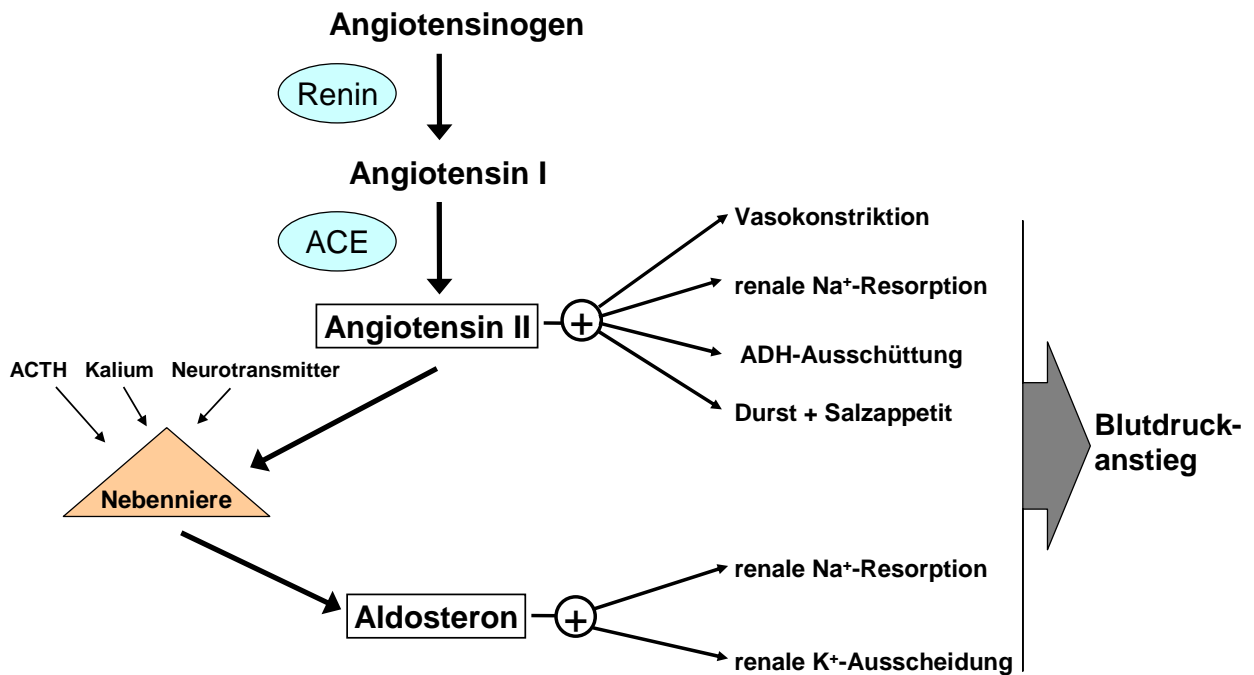 Angiotensinogen
Renin
Angiotensin I
ACE
Vasokonstriktion
renale Na⁺-Resorption
Angiotensin II
+
ADH-Ausschüttung
ACTH Kalium Neurotransmitter
Durst + Salzappetit
Blutdruck-
anstieg
Nebenniere
renale Na⁺-Resorption
Aldosteron
+
renale K⁺-Ausscheidung